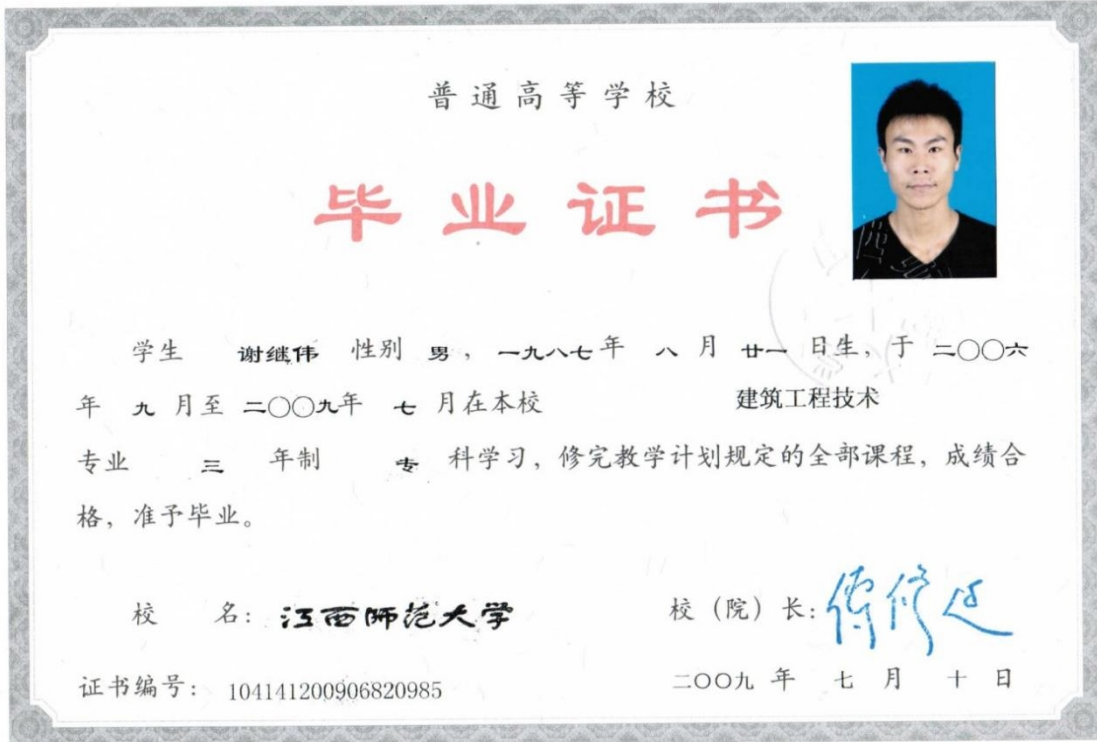 普通高等学校
毕业证书
学生 谢继伟 性别 男，一九八七年 八 月 廿一 日生，于 二〇〇六
年 九 月至 二〇〇九年 七 月在本校 建筑工程技术
专业 三 年制 专 科学习，修完教学计划规定的全部课程，成绩合
格，准予毕业。
校 名：江西师范大学 校（院）长：傅修延
证书编号：104141200906820985 二〇〇九 年 七 月 十 日